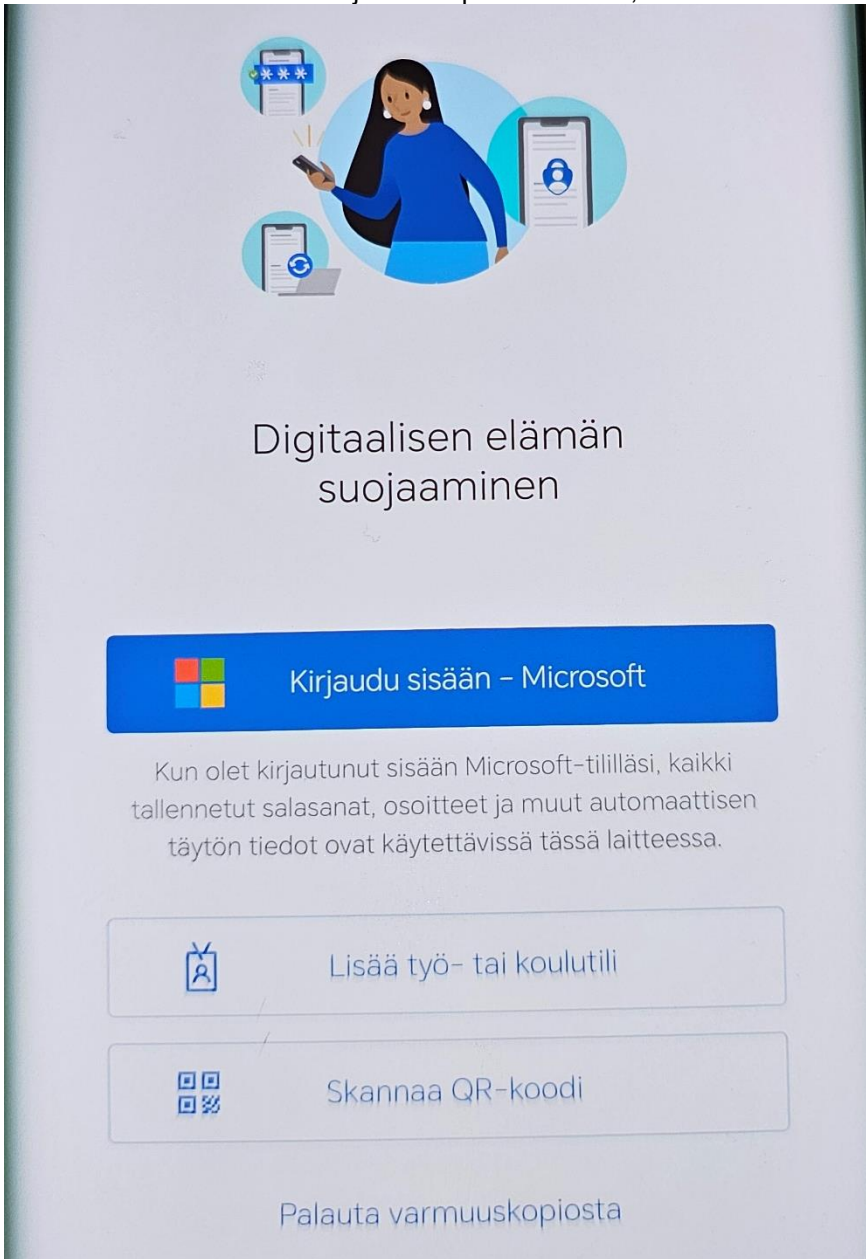 ***
Digitaalisen elämän
suojaaminen
Kirjaudu sisään – Microsoft
Kun olet kirjautunut sisään Microsoft-tililläsi, kaikki
tallennetut salasanat, osoitteet ja muut automaattisen
täytön tiedot ovat käytettävissä tässä laitteessa.
Lisää työ- tai koulutili
Skannaa QR-koodi
Palauta varmuuskopiosta